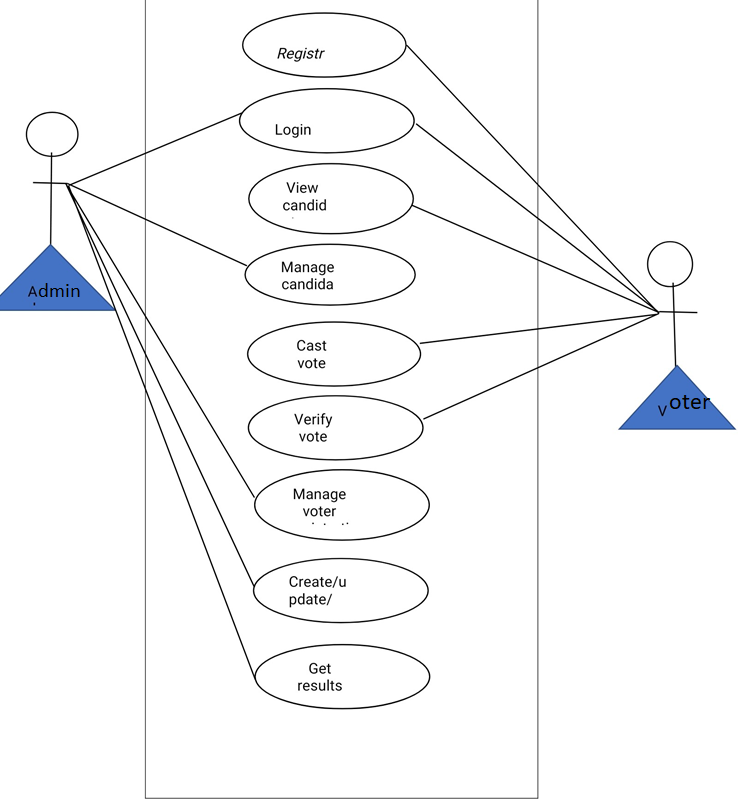 Registr
Login
View
candid
Manage
candida
Admin
Cast
vote
Voter
Verify
vote
Manage
voter
Create/u
pdate/
Get
results